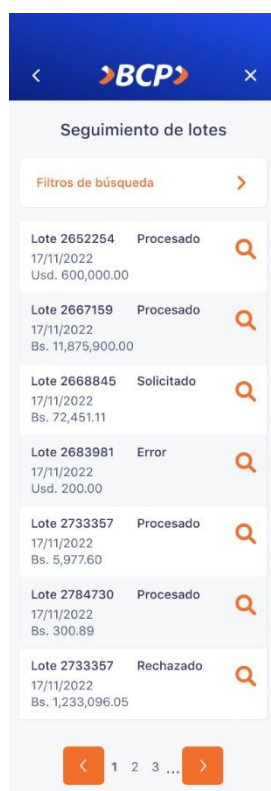 BCP
Seguimiento de lotes
Filtros de búsqueda
Lote 2652254 Procesado
17/11/2022
Usd. 600,000.00
Lote 2667159 Procesado
17/11/2022
Bs. 11,875,900.00
Lote 2668845 Solicitado
17/11/2022
Bs. 72,451.11
Lote 2683981 Error
17/11/2022
Usd. 200.00
Lote 2733357 Procesado
17/11/2022
Bs. 5,977.60
Lote 2784730 Procesado
17/11/2022
Bs. 300.89
Lote 2733357 Rechazado
17/11/2022
Bs. 1,233,096.05
1 2 3 ...